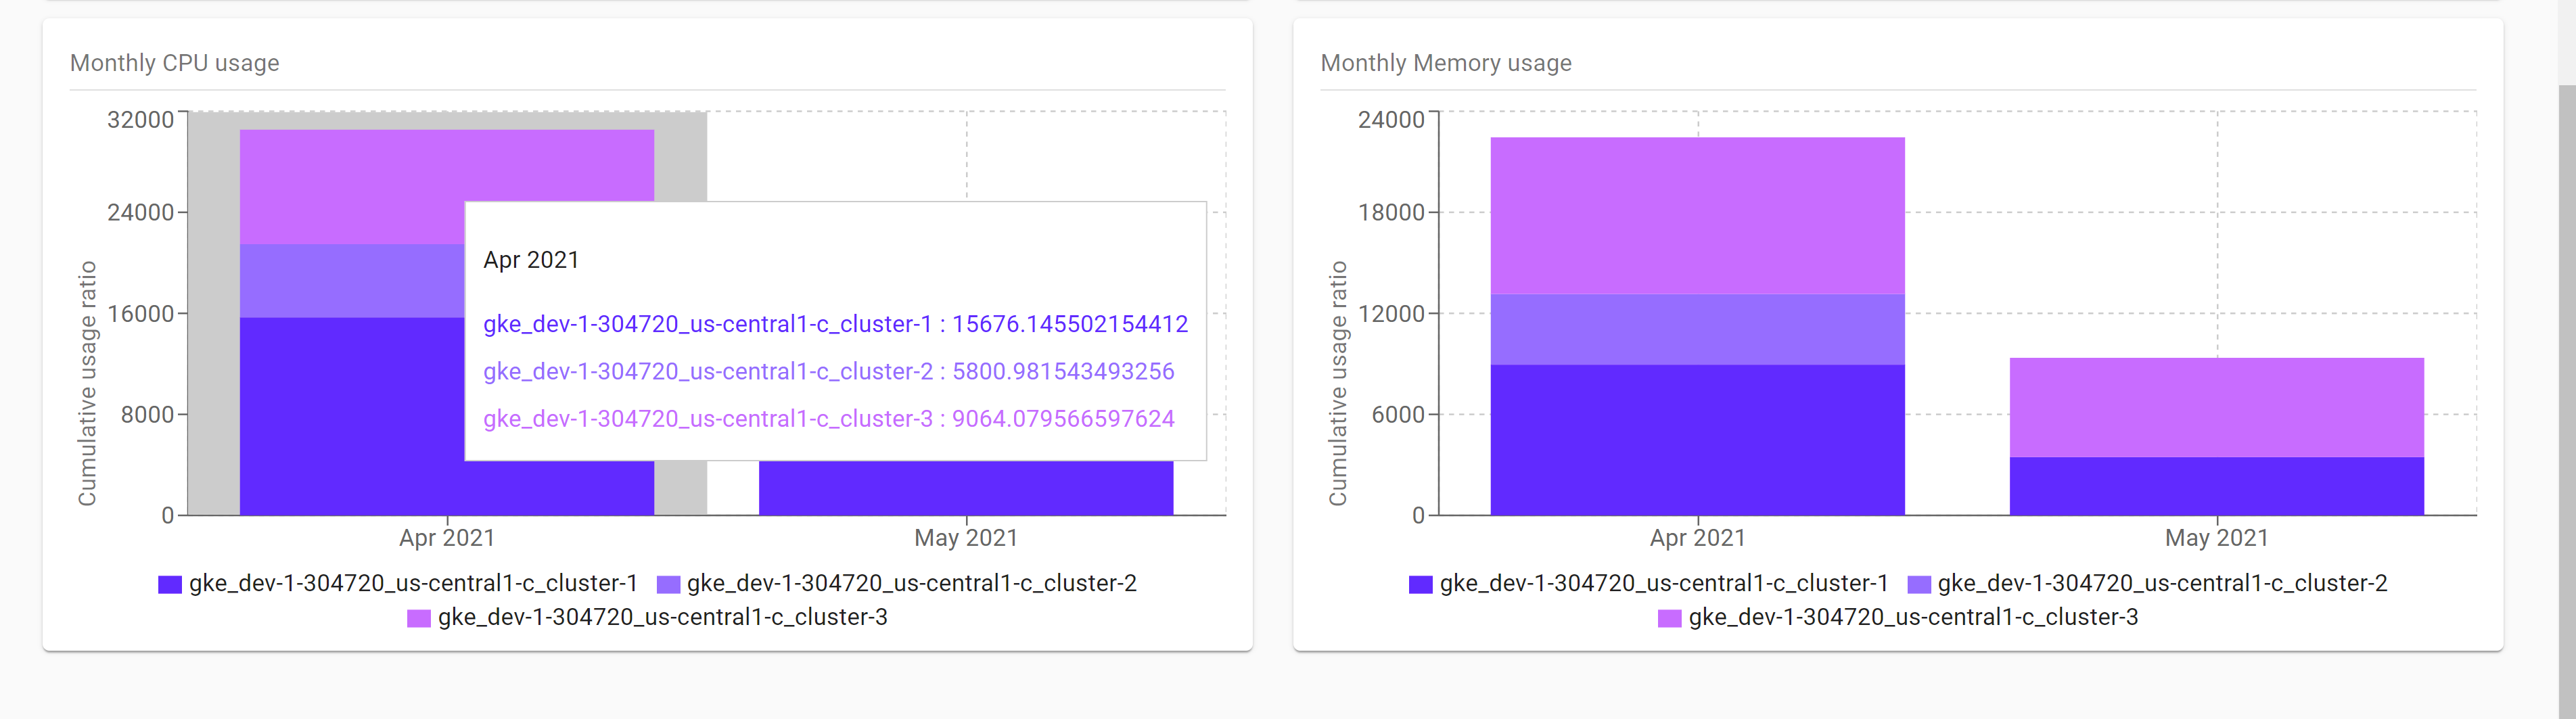 Monthly CPU usage
32000
24000
16000
8000
0
Cumulative usage ratio
Apr 2021
gke_dev-1-304720_us-central1-c_cluster-1 : 15676.145502154412
gke_dev-1-304720_us-central1-c_cluster-2 : 5800.981543493256
gke_dev-1-304720_us-central1-c_cluster-3 : 9064.079566597624
Apr 2021 May 2021
gke_dev-1-304720_us-central1-c_cluster-1 gke_dev-1-304720_us-central1-c_cluster-2
gke_dev-1-304720_us-central1-c_cluster-3
Monthly Memory usage
24000
18000
12000
6000
0
Cumulative usage ratio
Apr 2021 May 2021
gke_dev-1-304720_us-central1-c_cluster-1 gke_dev-1-304720_us-central1-c_cluster-2
gke_dev-1-304720_us-central1-c_cluster-3